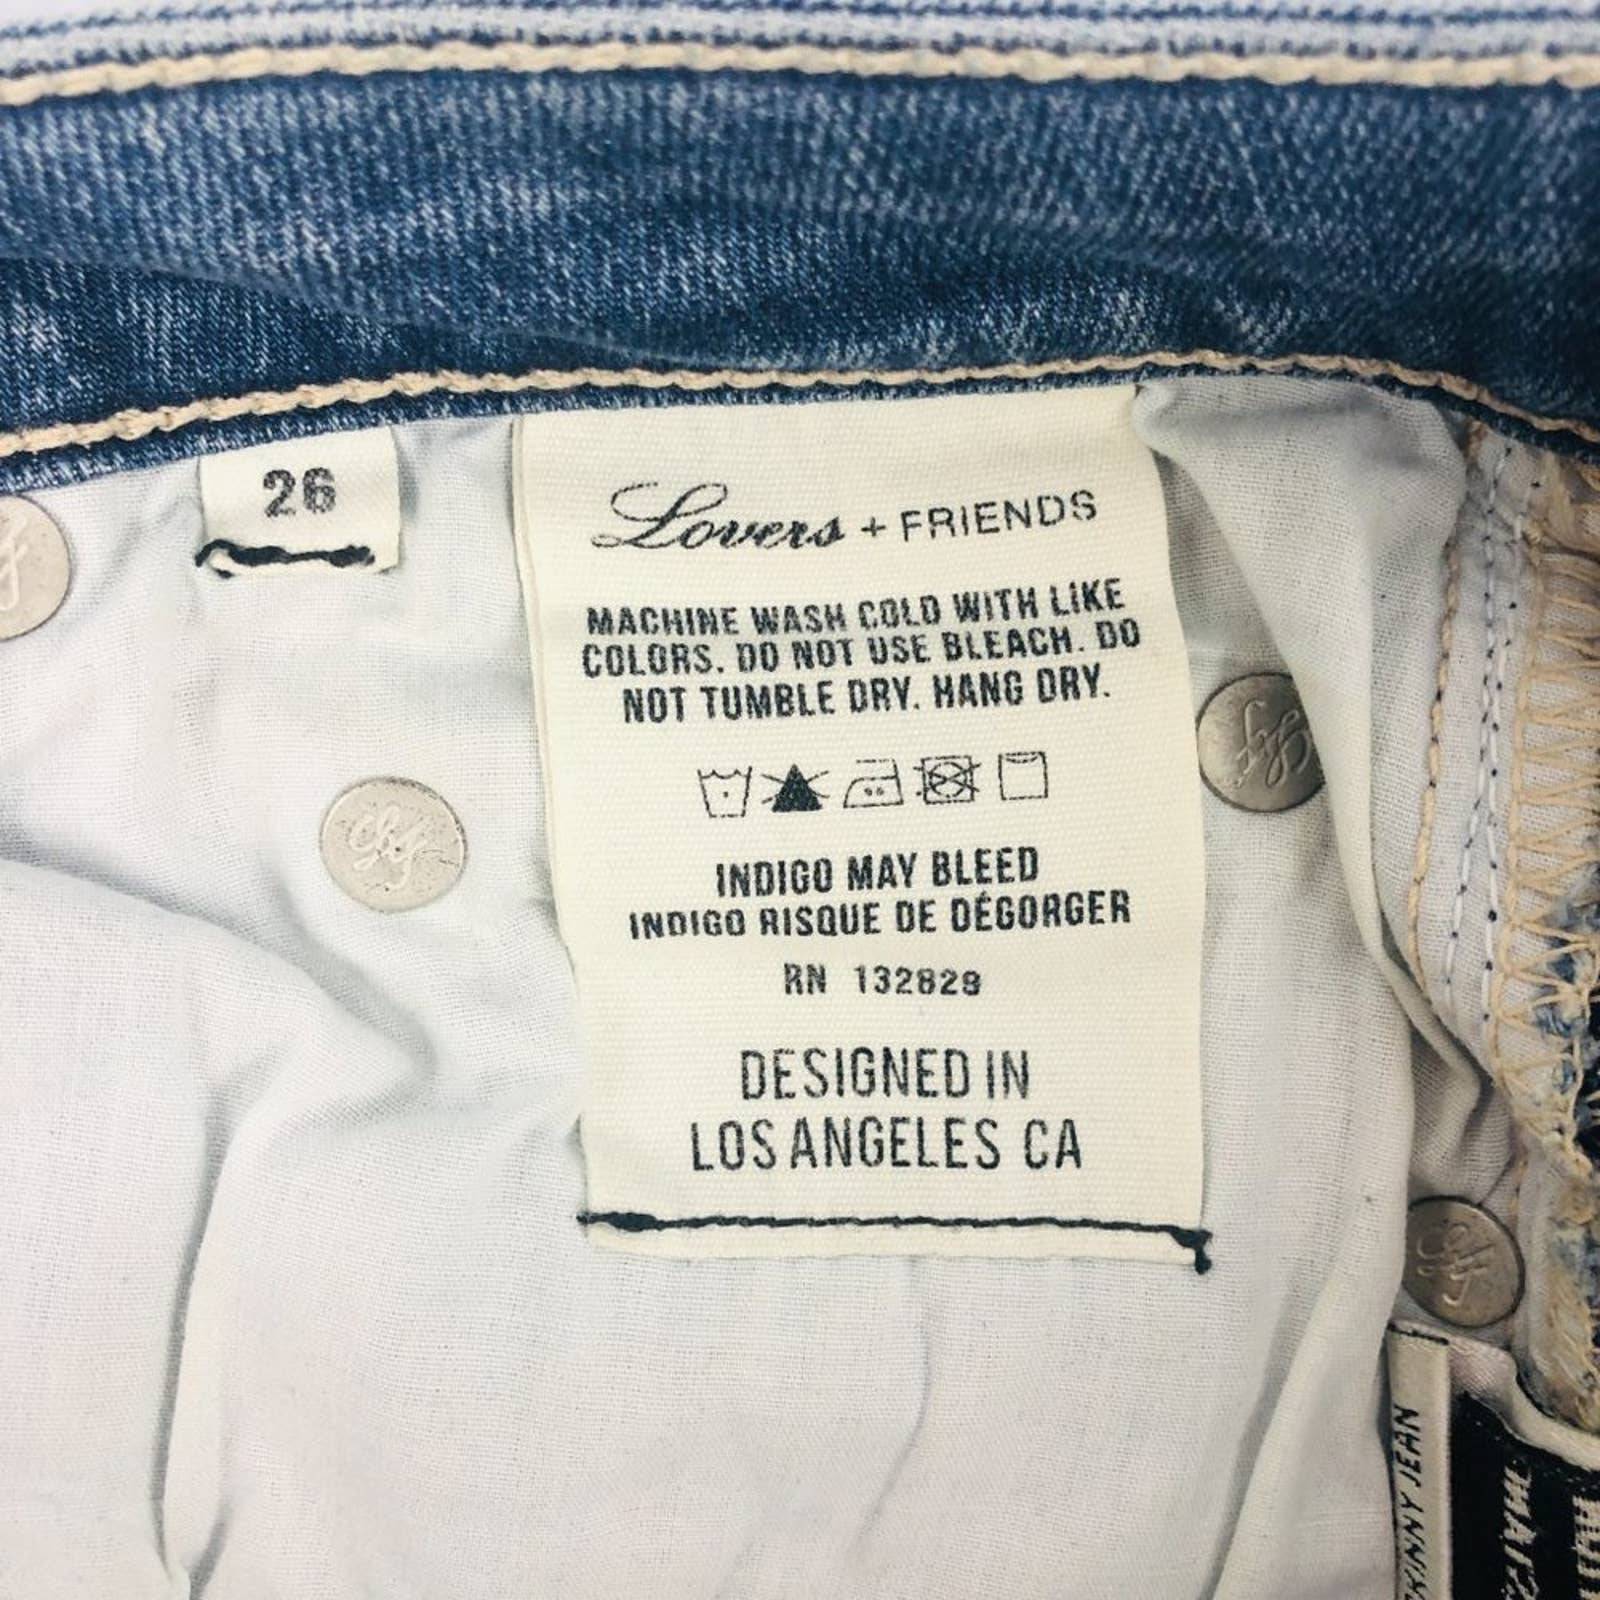 26
Lovers + FRIENDS
MACHINE WASH COLD WITH LIKE
COLORS. DO NOT USE BLEACH. DO
NOT TUMBLE DRY. HANG DRY.
INDIGO MAY BLEED
INDIGO RISQUE DE DÉGORGER
RN 132829
DESIGNED IN
LOS ANGELES CA
JEAN